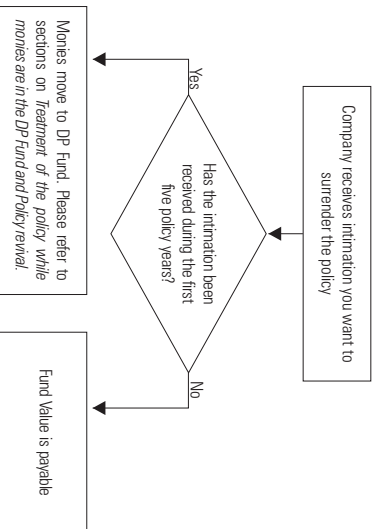 Company receives intimation you want to
surrender the policy
Has the intimation been
received during the first
five policy years?
Yes
No
Monies move to DP Fund. Please refer to
sections on Treatment of the policy while
monies are in the DP Fund and Policy revival.
Fund Value is payable